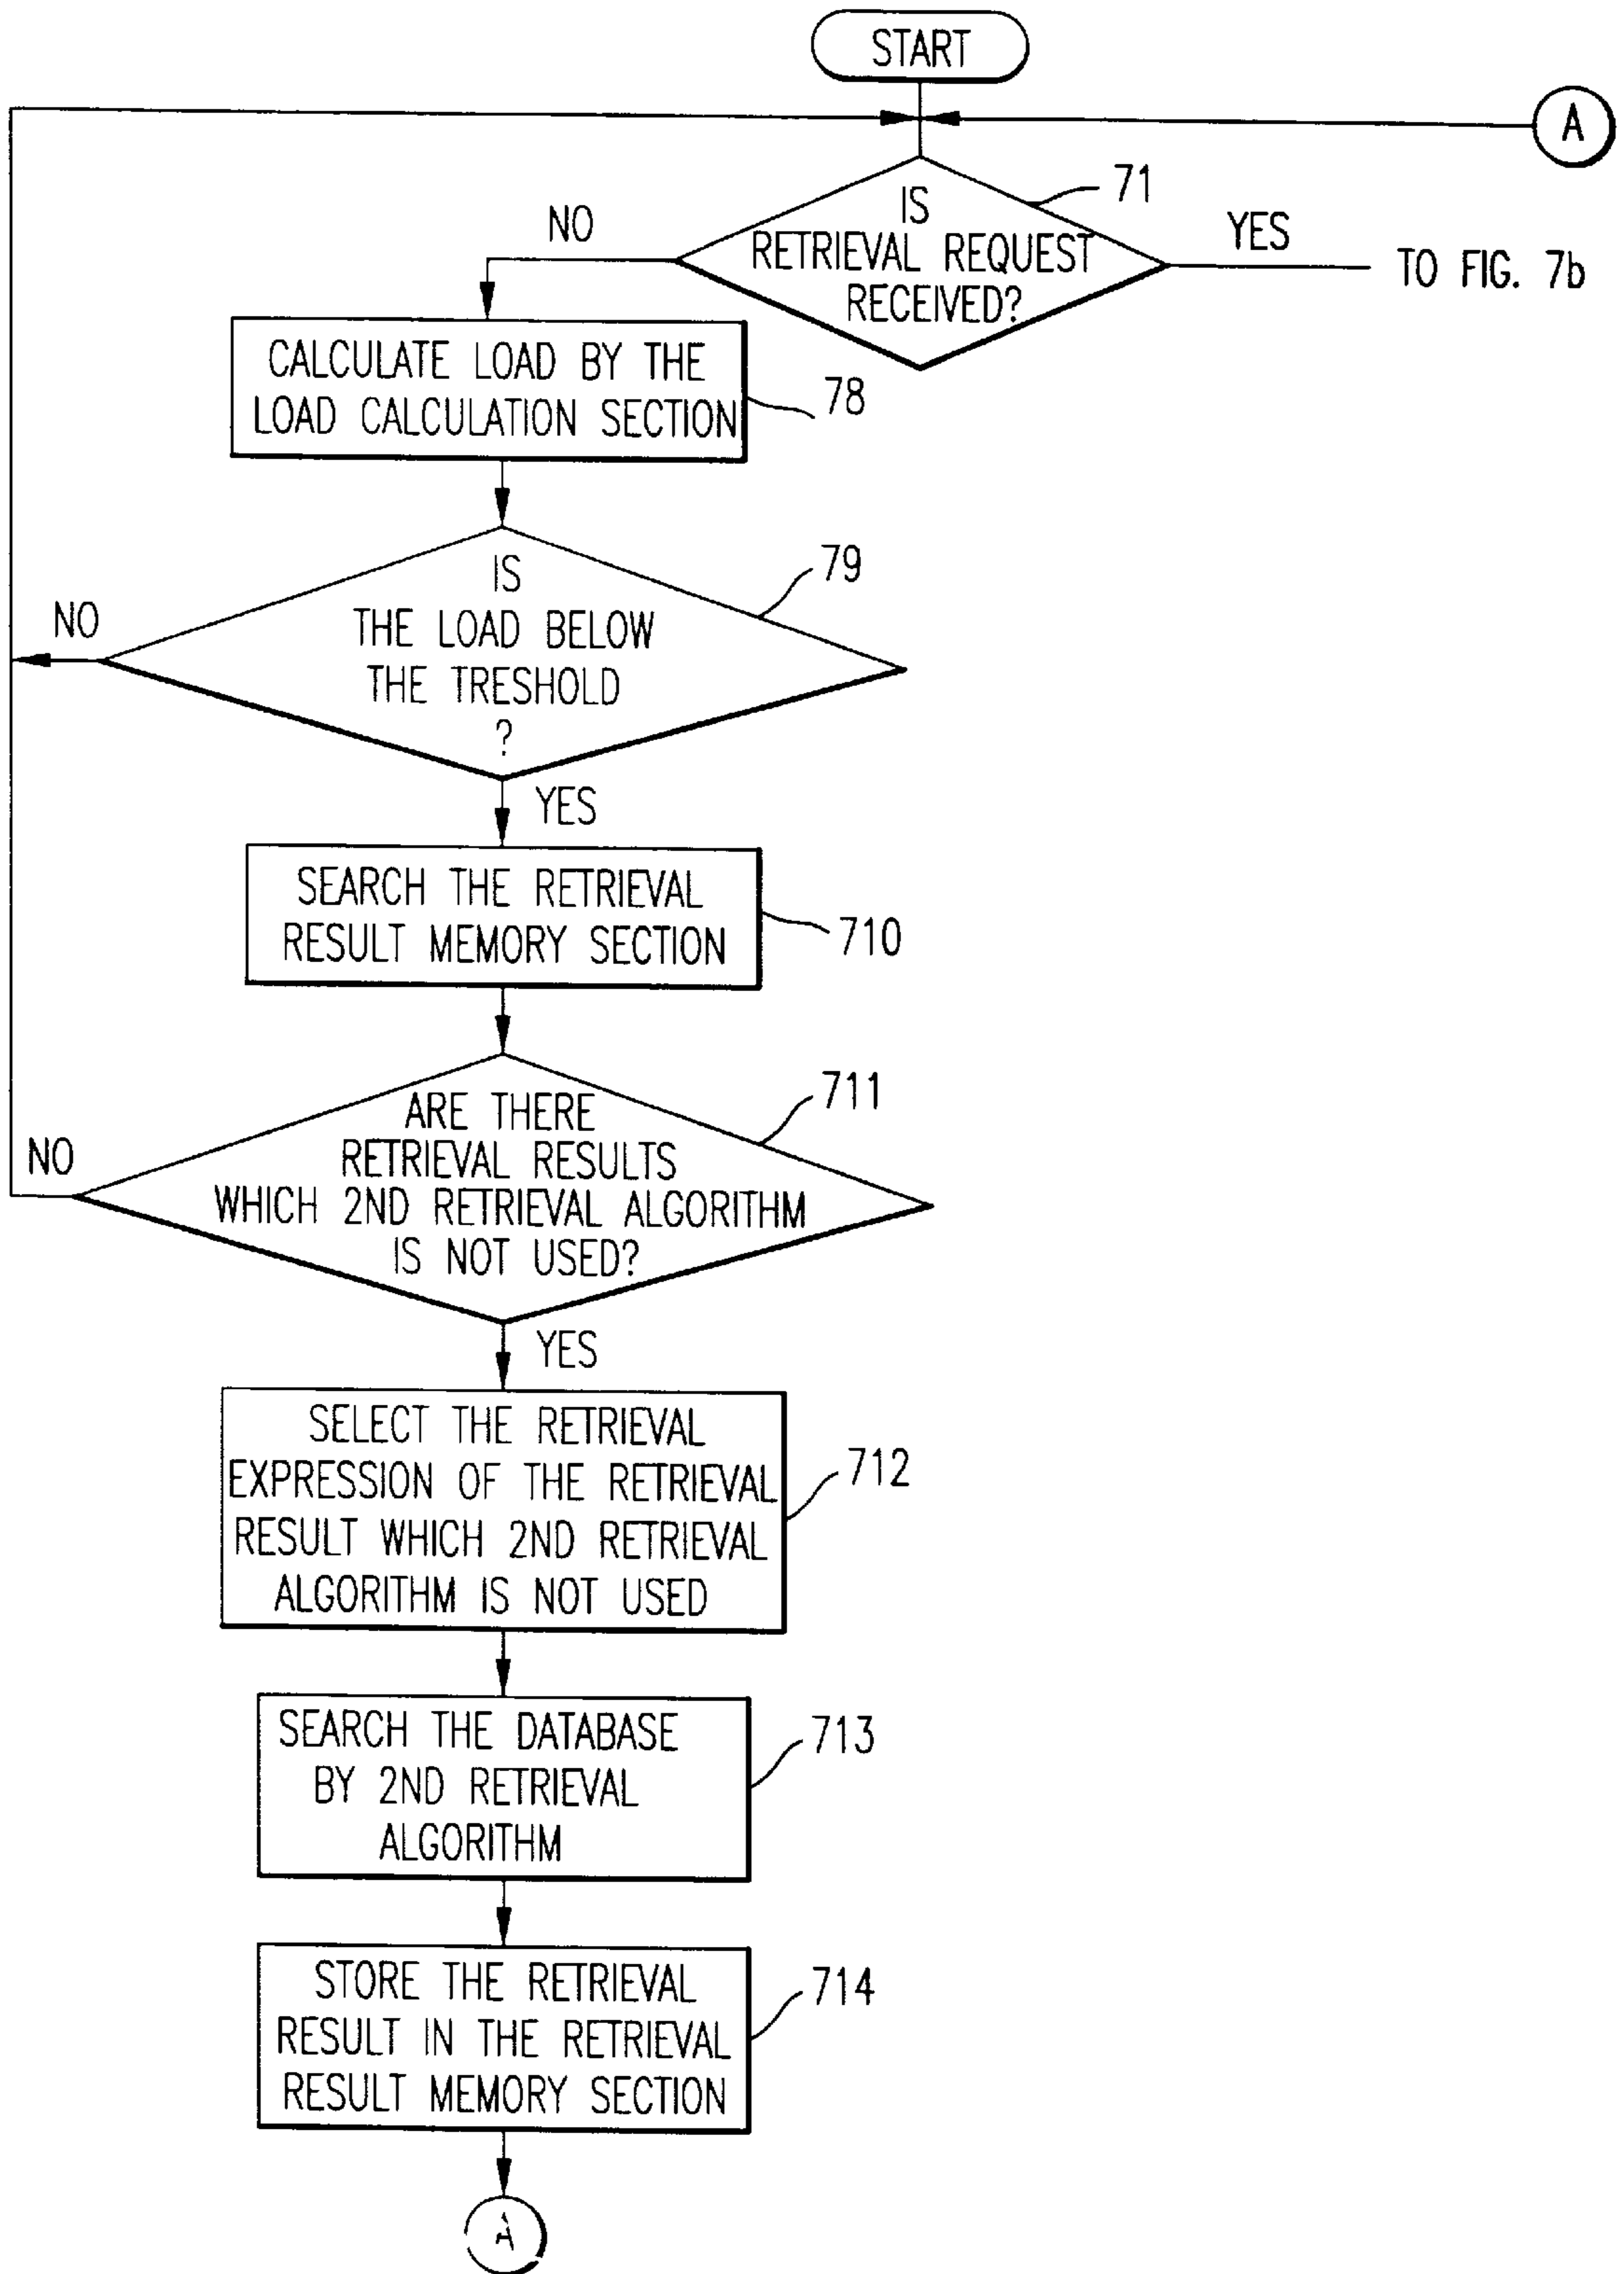 START
A
71
IS
RETRIEVAL REQUEST
RECEIVED?
NO
YES
TO FIG. 7b
CALCULATE LOAD BY THE
LOAD CALCULATION SECTION
78
IS
THE LOAD BELOW
THE TRESHOLD
?
79
NO
YES
SEARCH THE RETRIEVAL
RESULT MEMORY SECTION
710
ARE THERE
RETRIEVAL RESULTS
WHICH 2ND RETRIEVAL ALGORITHM
IS NOT USED?
711
NO
YES
SELECT THE RETRIEVAL
EXPRESSION OF THE RETRIEVAL
RESULT WHICH 2ND RETRIEVAL
ALGORITHM IS NOT USED
712
SEARCH THE DATABASE
BY 2ND RETRIEVAL
ALGORITHM
713
STORE THE RETRIEVAL
RESULT IN THE RETRIEVAL
RESULT MEMORY SECTION
714
A